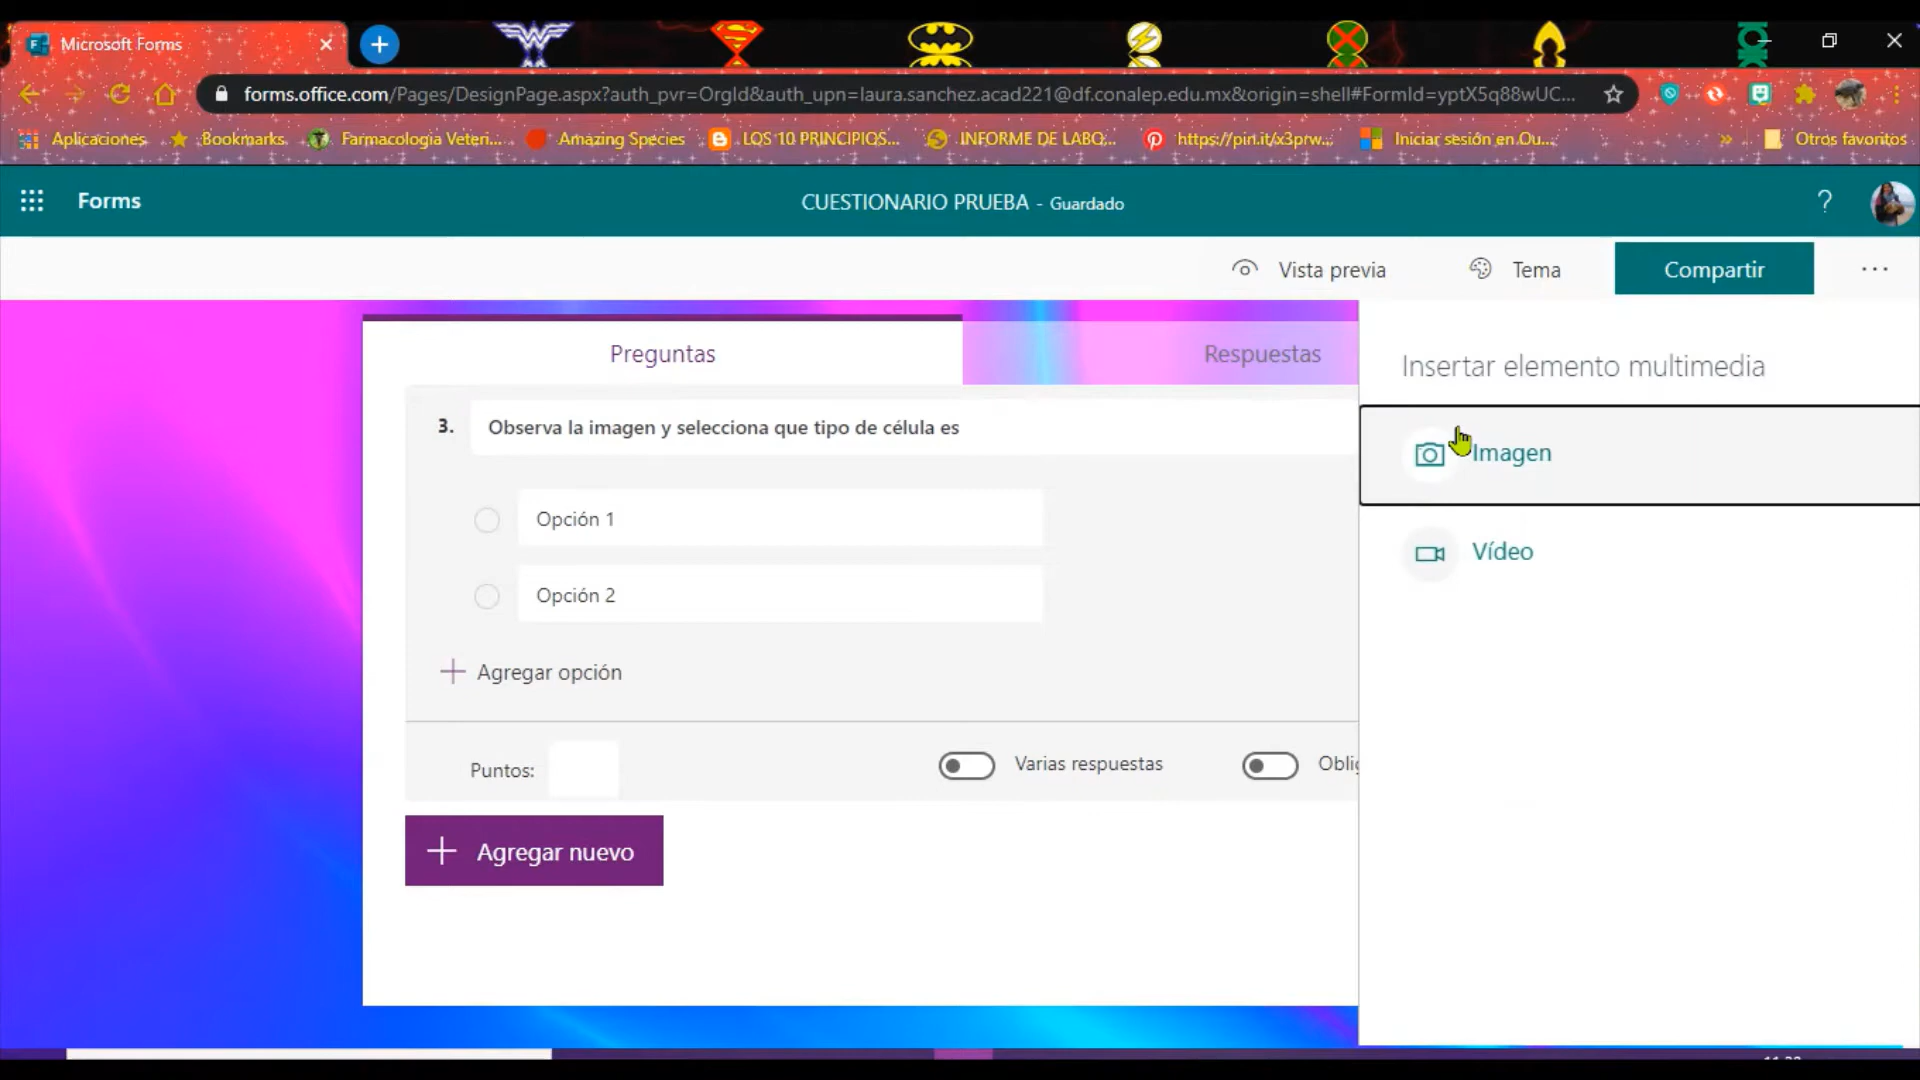 Microsoft Forms
forms.office.com/Pages/DesignPage.aspx?auth_pvr=OrgId&auth_upn=laura.sanchez.acad221@df.conalep.edu.mx&origin=shell#FormId=yptX5q88wUC...
Aplicaciones
Bookmarks
Farmacologia Veteri...
Amazing Species
LOS 10 PRINCIPIOS...
INFORME DE LABO...
https://pin.it/x3prw...
Iniciar sesión en Ou...
»
Otros favoritos
Forms
CUESTIONARIO PRUEBA - Guardado
?
Vista previa
Tema
Compartir
...
Preguntas
Respuestas
Insertar elemento multimedia
3. Observa la imagen y selecciona que tipo de célula es
Imagen
Opción 1
Vídeo
Opción 2
Agregar opción
Puntos:
Varias respuestas
Oblig
Agregar nuevo